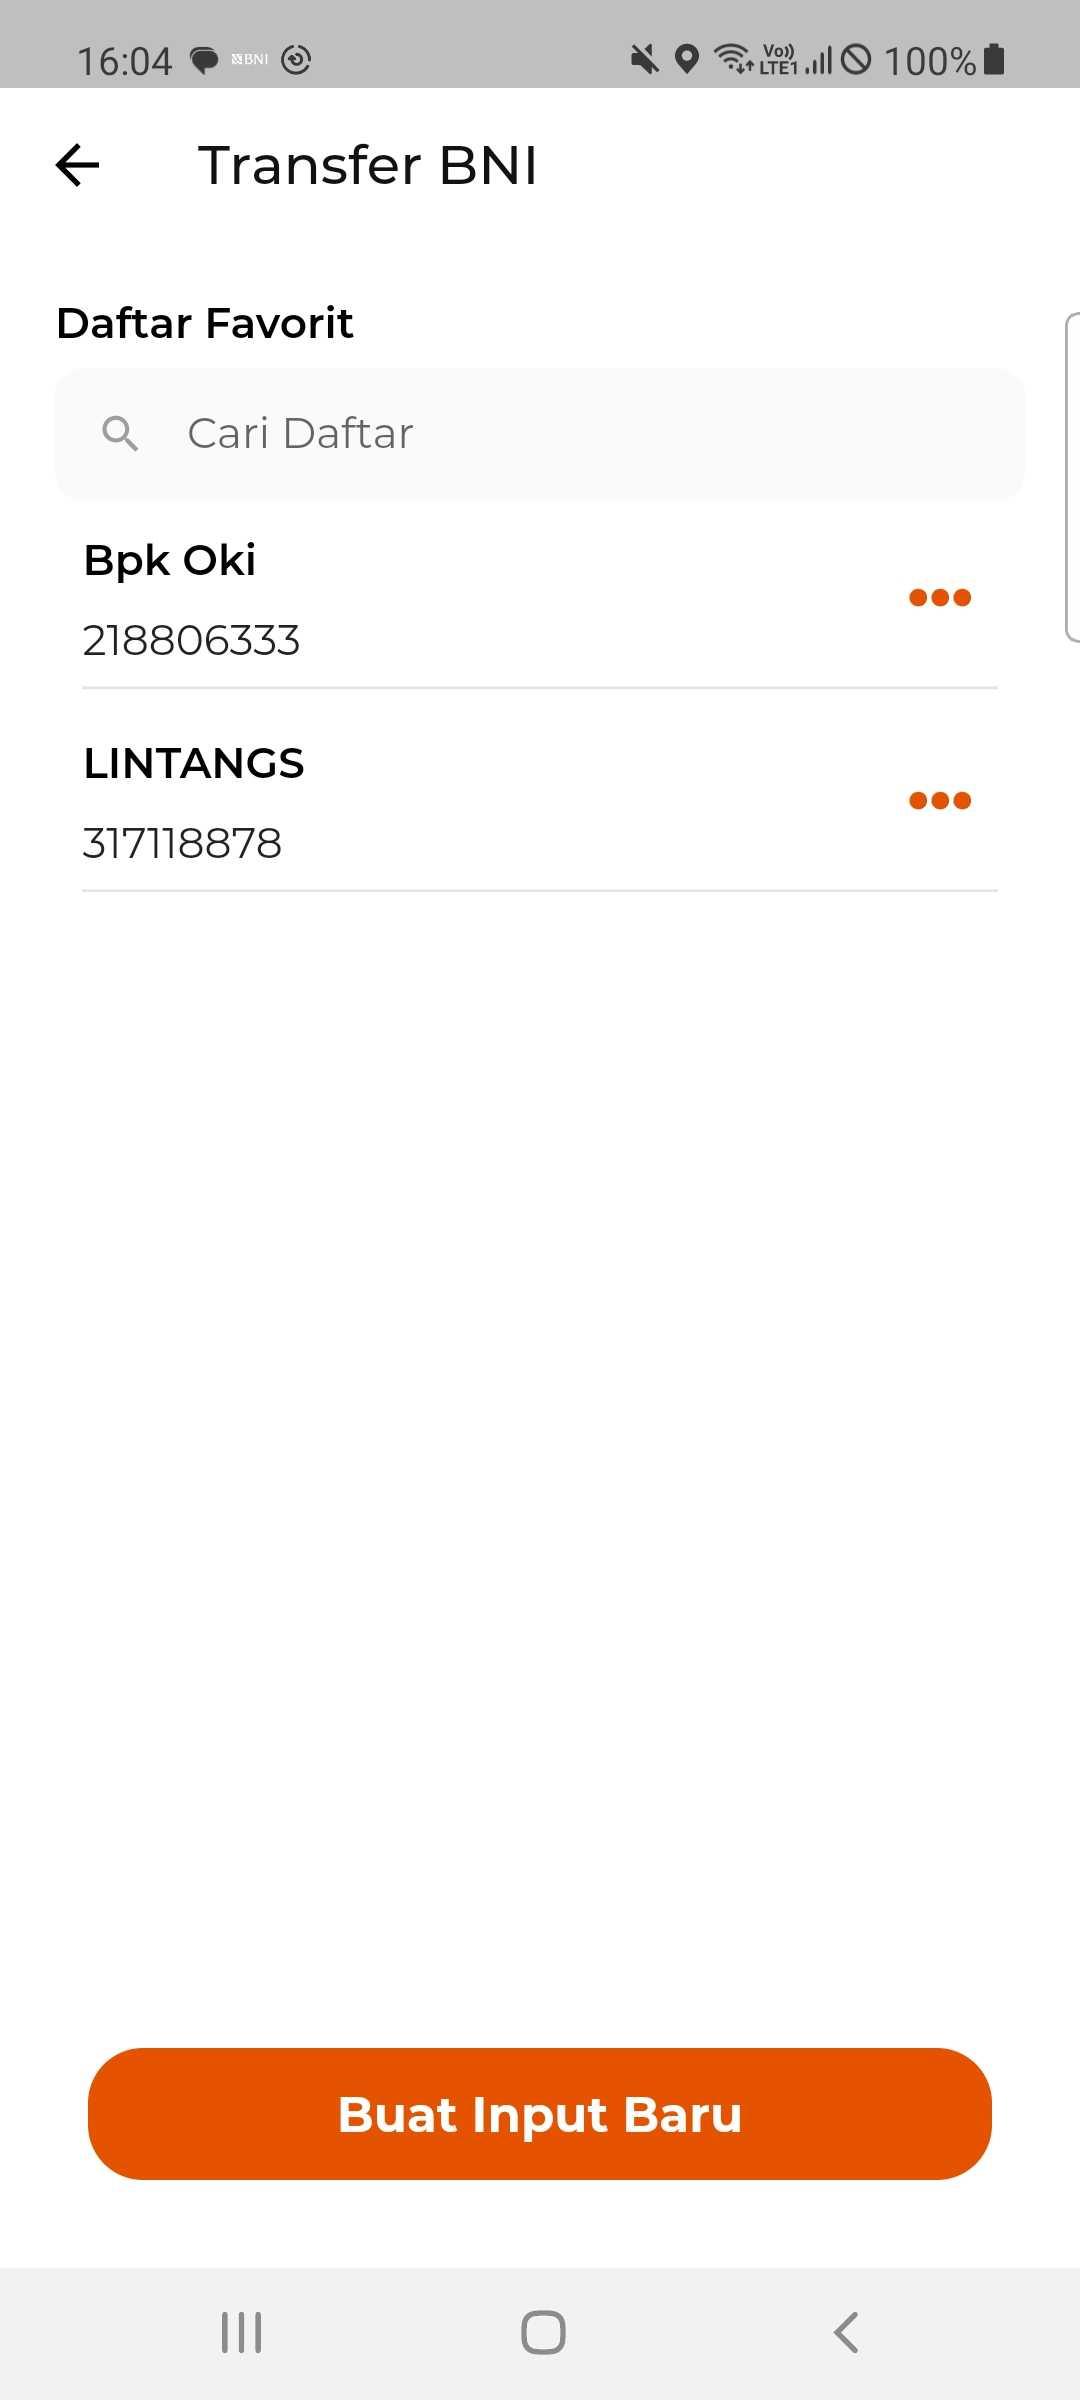 16:04 BNI Vo)) LTE1 100%
Transfer BNI
Daftar Favorit
Cari Daftar
Bpk Oki
218806333
LINTANGS
317118878
Buat Input Baru